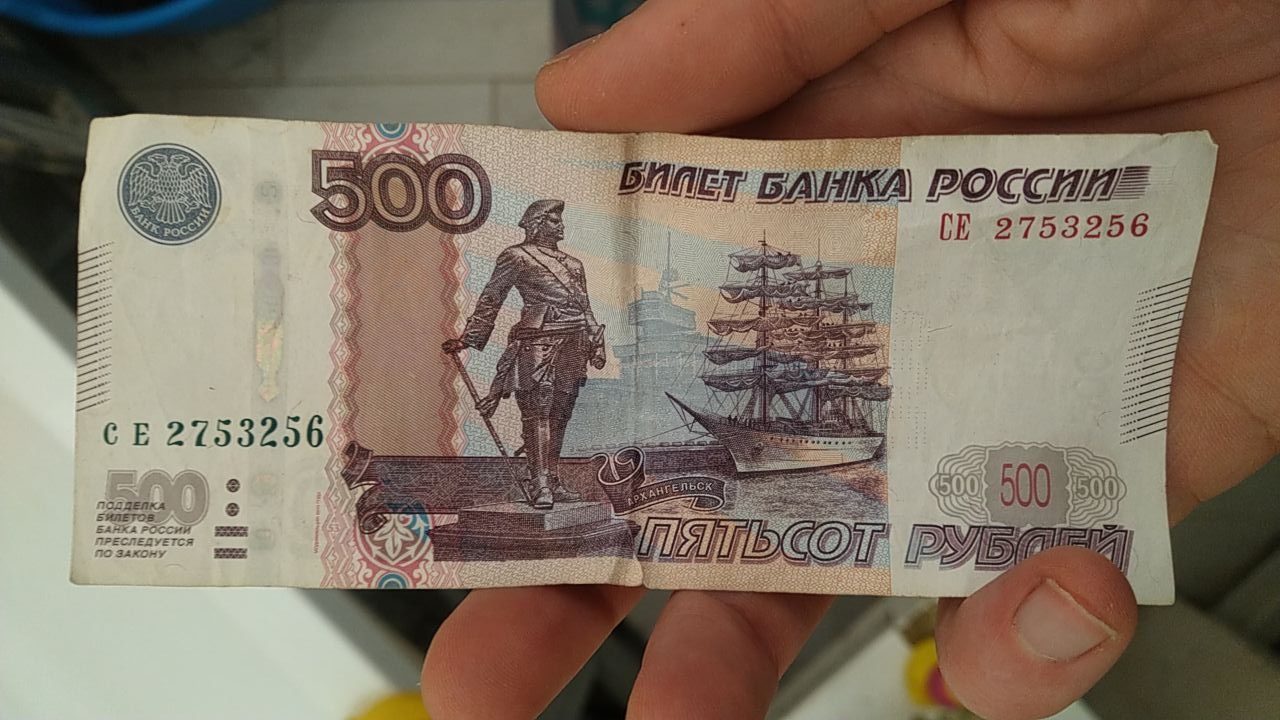 БАНК РОССИИ
500
БИЛЕТ БАНКА РОССИИ
СЕ 2753256
СЕ 2753256
500
ПОДДЕЛКА
БИЛЕТОВ
БАНКА РОССИИ
ПРЕСЛЕДУЕТСЯ
ПО ЗАКОНУ
АРХАНГЕЛЬСК
500 500 500
ПЯТЬСОТ РУБЛЕЙ